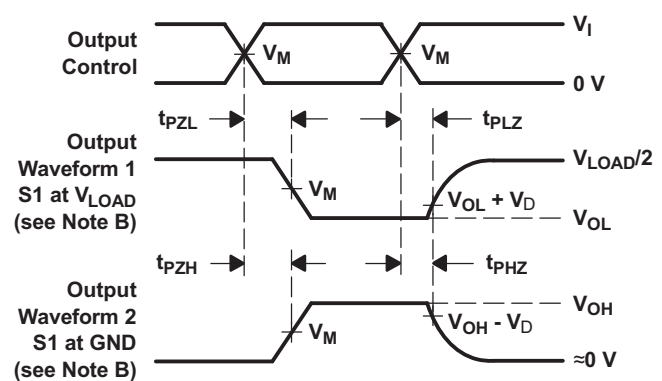 Output
Control
V_I
V_M
V_M
0 V
t_PZL
t_PLZ
Output
Waveform 1
S1 at V_LOAD
(see Note B)
V_LOAD/2
V_M
V_OL + V_D
V_OL
t_PZH
t_PHZ
Output
Waveform 2
S1 at GND
(see Note B)
V_OH
V_M
V_OH - V_D
≈0 V